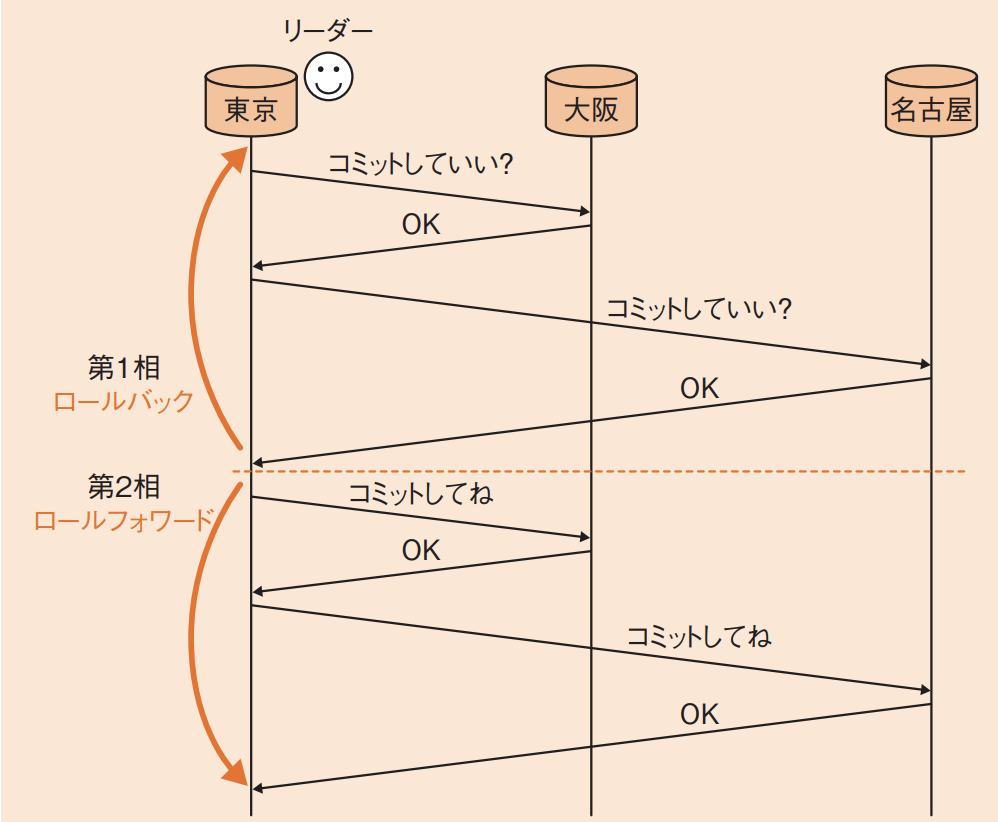 リーダー
東京
大阪
名古屋
コミットしていい?
OK
コミットしていい?
第1相
ロールバック
OK
第2相
ロールフォワード
コミットしてね
OK
コミットしてね
OK